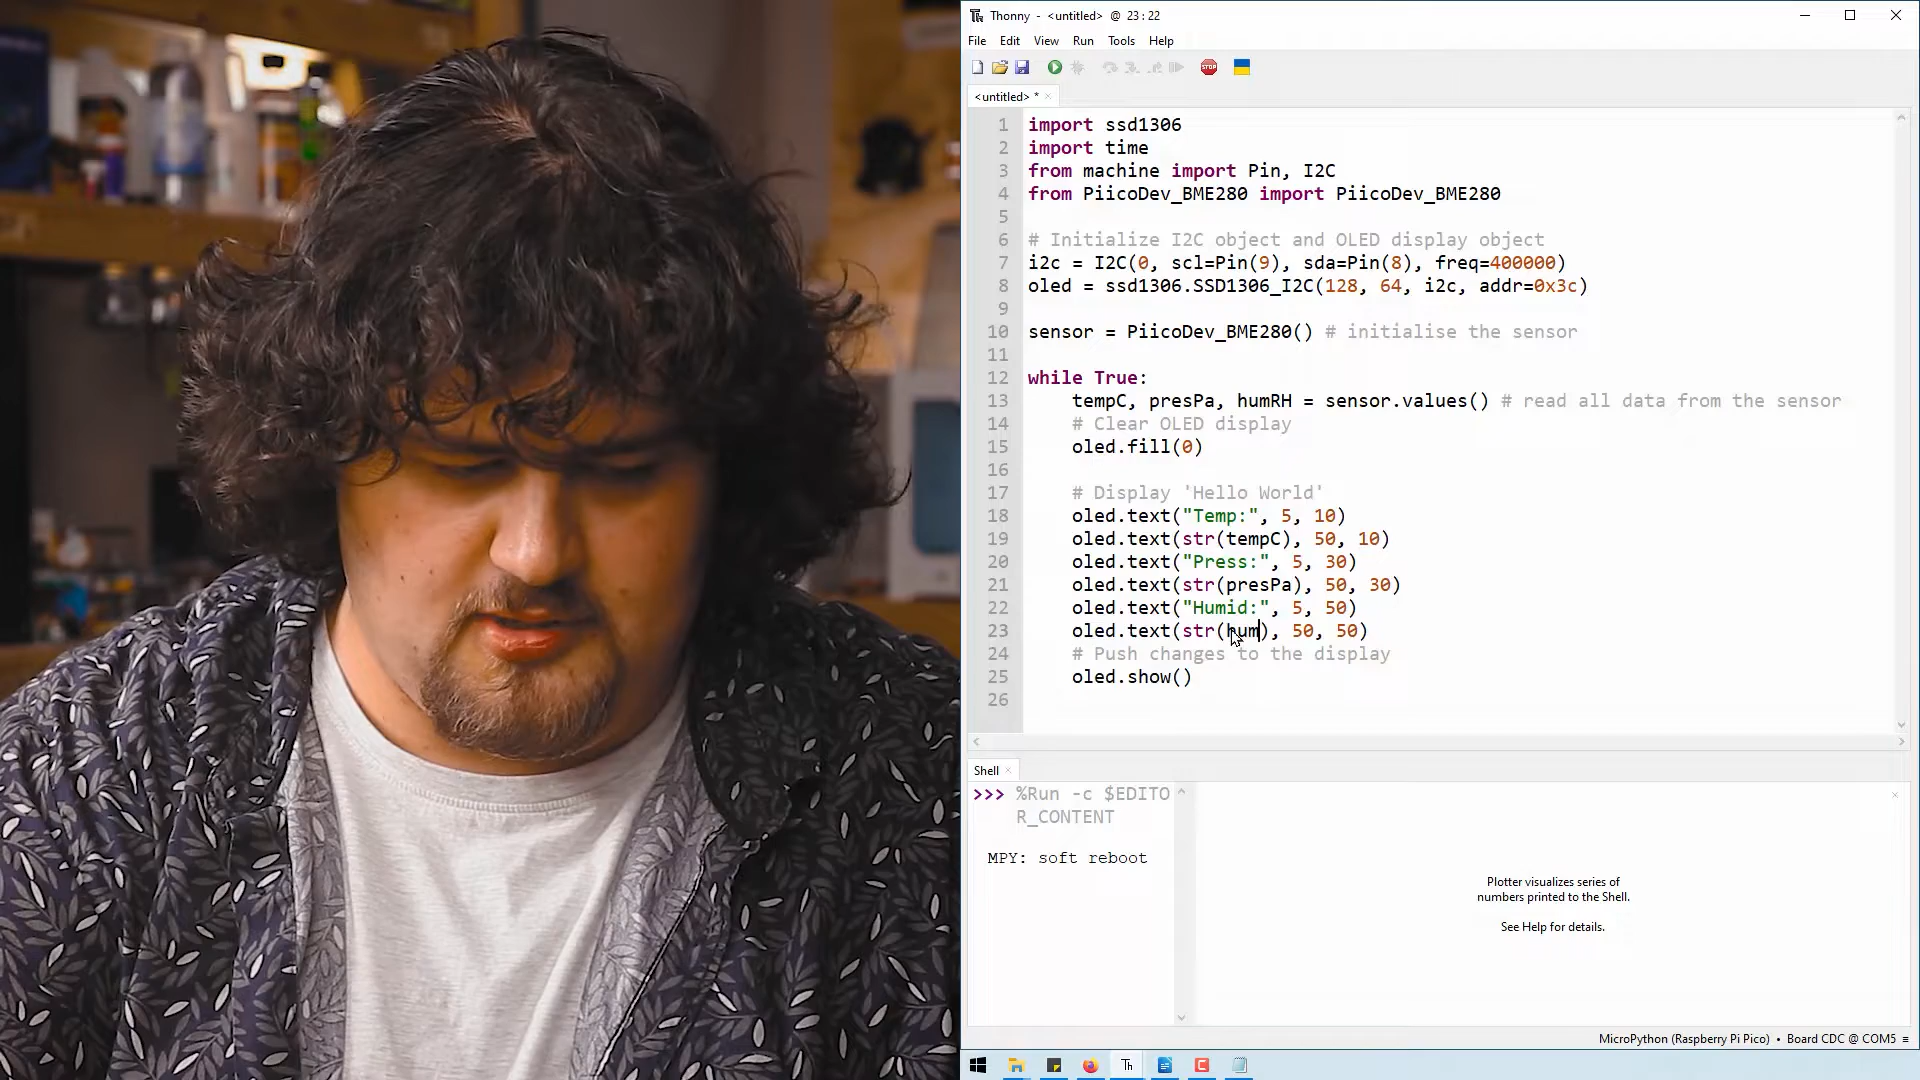 Thonny - <untitled> @ 23 : 22
File Edit View Run Tools Help
STOP
<untitled> * ×
1 import ssd1306
2 import time
3 from machine import Pin, I2C
4 from PiicoDev_BME280 import PiicoDev_BME280
5
6 # Initialize I2C object and OLED display object
7 i2c = I2C(0, scl=Pin(9), sda=Pin(8), freq=400000)
8 oled = ssd1306.SSD1306_I2C(128, 64, i2c, addr=0x3c)
9
10 sensor = PiicoDev_BME280() # initialise the sensor
11
12 while True:
13 tempC, presPa, humRH = sensor.values() # read all data from the sensor
14 # Clear OLED display
15 oled.fill(0)
16
17 # Display 'Hello World'
18 oled.text("Temp:", 5, 10)
19 oled.text(str(tempC), 50, 10)
20 oled.text("Press:", 5, 30)
21 oled.text(str(presPa), 50, 30)
22 oled.text("Humid:", 5, 50)
23 oled.text(str(hum), 50, 50)
24 # Push changes to the display
25 oled.show()
26
Shell ×
>>> %Run -c $EDITO
R_CONTENT
MPY: soft reboot
Plotter visualizes series of
numbers printed to the Shell.
See Help for details.
MicroPython (Raspberry Pi Pico) • Board CDC @ COM5 ≡
Th
C